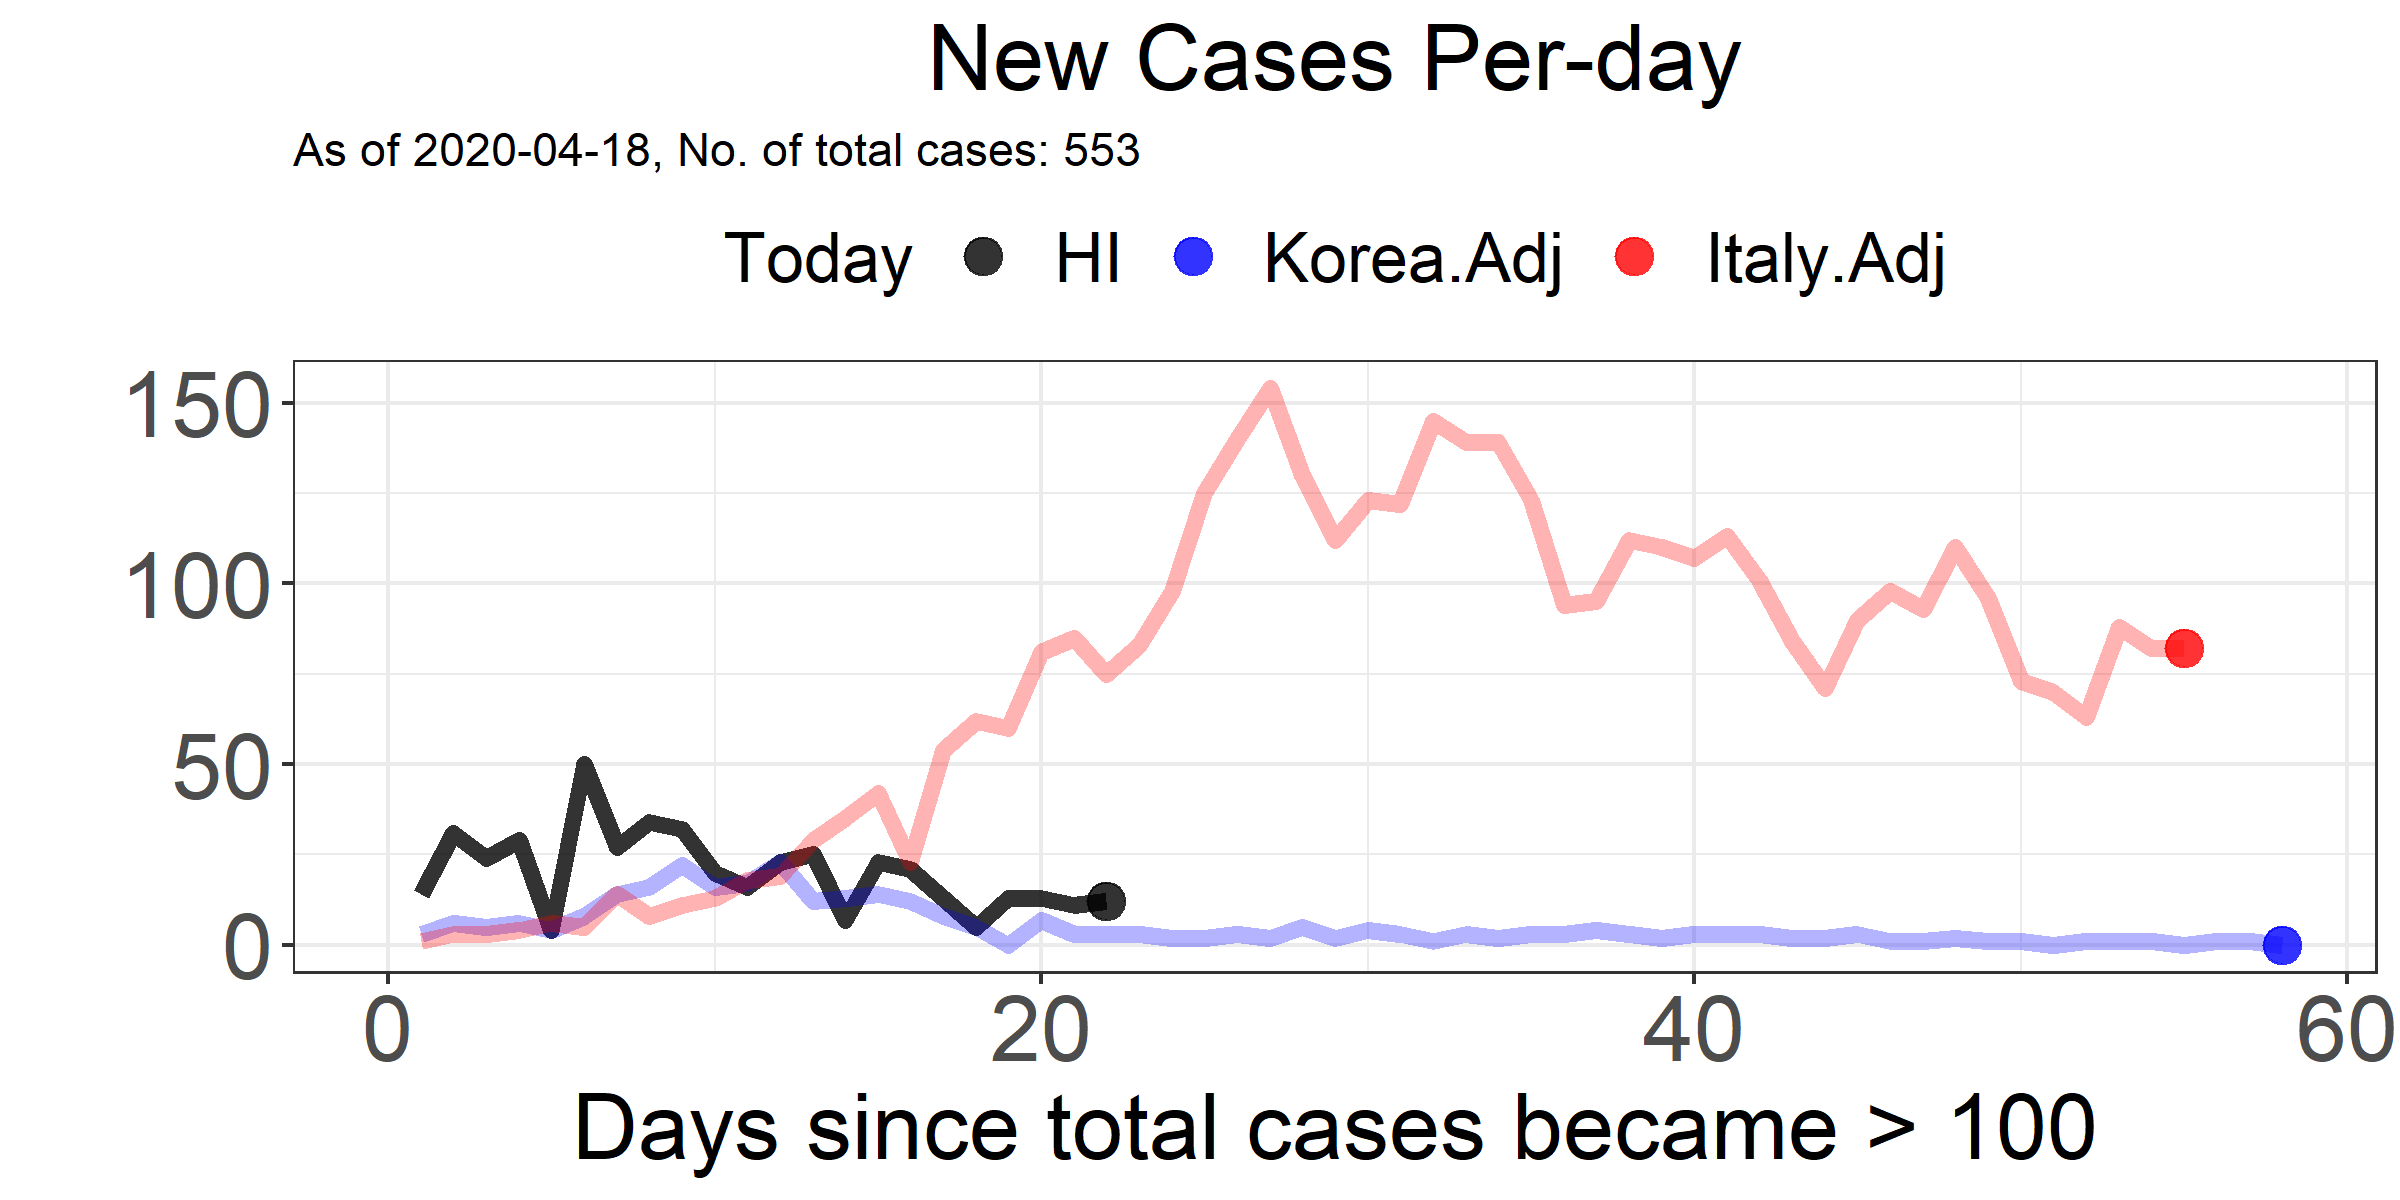 New Cases Per-day
As of 2020-04-18, No. of total cases: 553
Today HI Korea.Adj Italy.Adj
150
100
50
0
0 20 40 60
Days since total cases became > 100